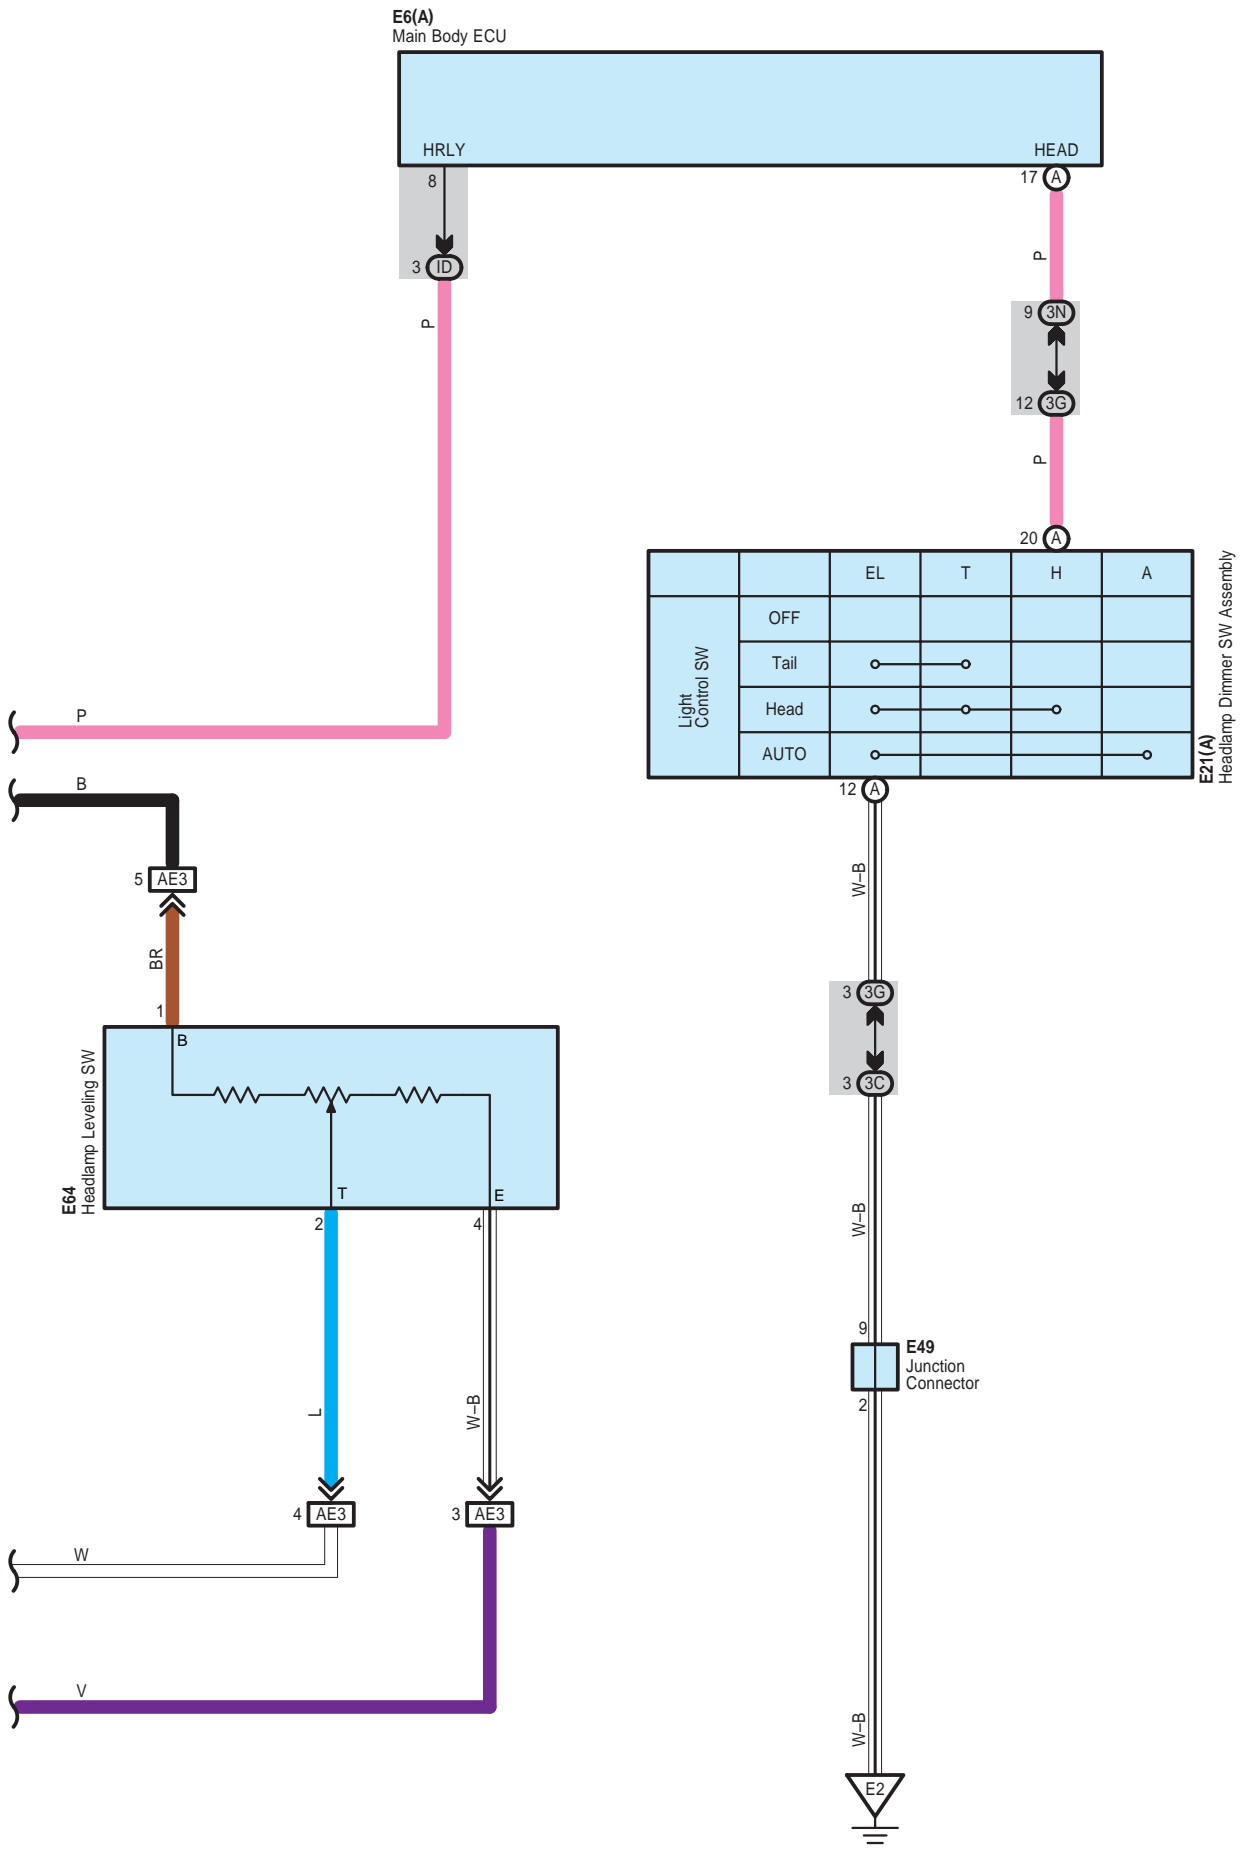 E6(A)
Main Body ECU
HRLY
HEAD
8
17 A
3 ID
P
P
9 3N
12 3G
P
20 A
EL T H A
OFF
Tail
Head
AUTO
Light
Control SW
E21(A)
Headlamp Dimmer SW Assembly
P
B
12 A
5 AE3
W–B
BR
1
3 3G
B
3 3C
E64
Headlamp Leveling SW
T
E
2
4
W–B
9
E49
Junction
Connector
2
L
W–B
4 AE3
3 AE3
W
V
W–B
E2